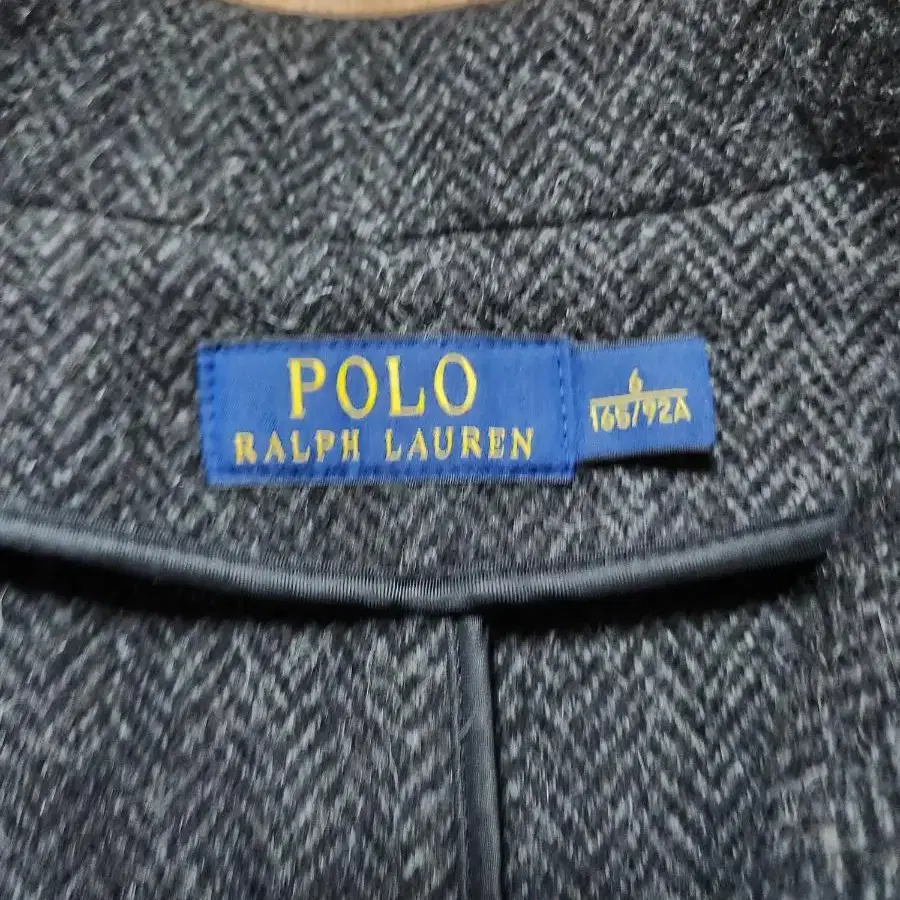 POLO
RALPH LAUREN
6
165/92A